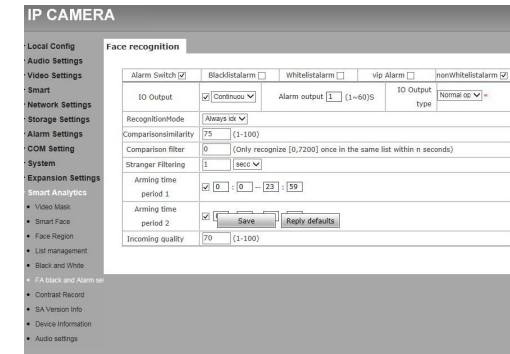 IP CAMERA
Local Config
Audio Settings
Video Settings
Smart
Network Settings
Storage Settings
Alarm Settings
COM Setting
System
Expansion Settings
Smart Analytics
Video Mask
Smart Face
Face Region
List management
Black and White
FA black and Alarm sel
Contrast Record
SA Version Info
Device Information
Audio settings
Face recognition
Alarm Switch Blacklistalarm Whitelistalarm vip Alarm nonWhitelistalarm
IO Output Continuou Alarm output 1 (1~60)S IO Output type Normal op *
RecognitionMode Always ide
Comparisonsimilarity 75 (1-100)
Comparison filter 0 (Only recognize [0,7200] once in the same list within n seconds)
Stranger Filtering 1 secc
Arming time period 1 0 : 0 -- 23 : 59
Arming time period 2
Save Reply defaults
Incoming quality 70 (1-100)